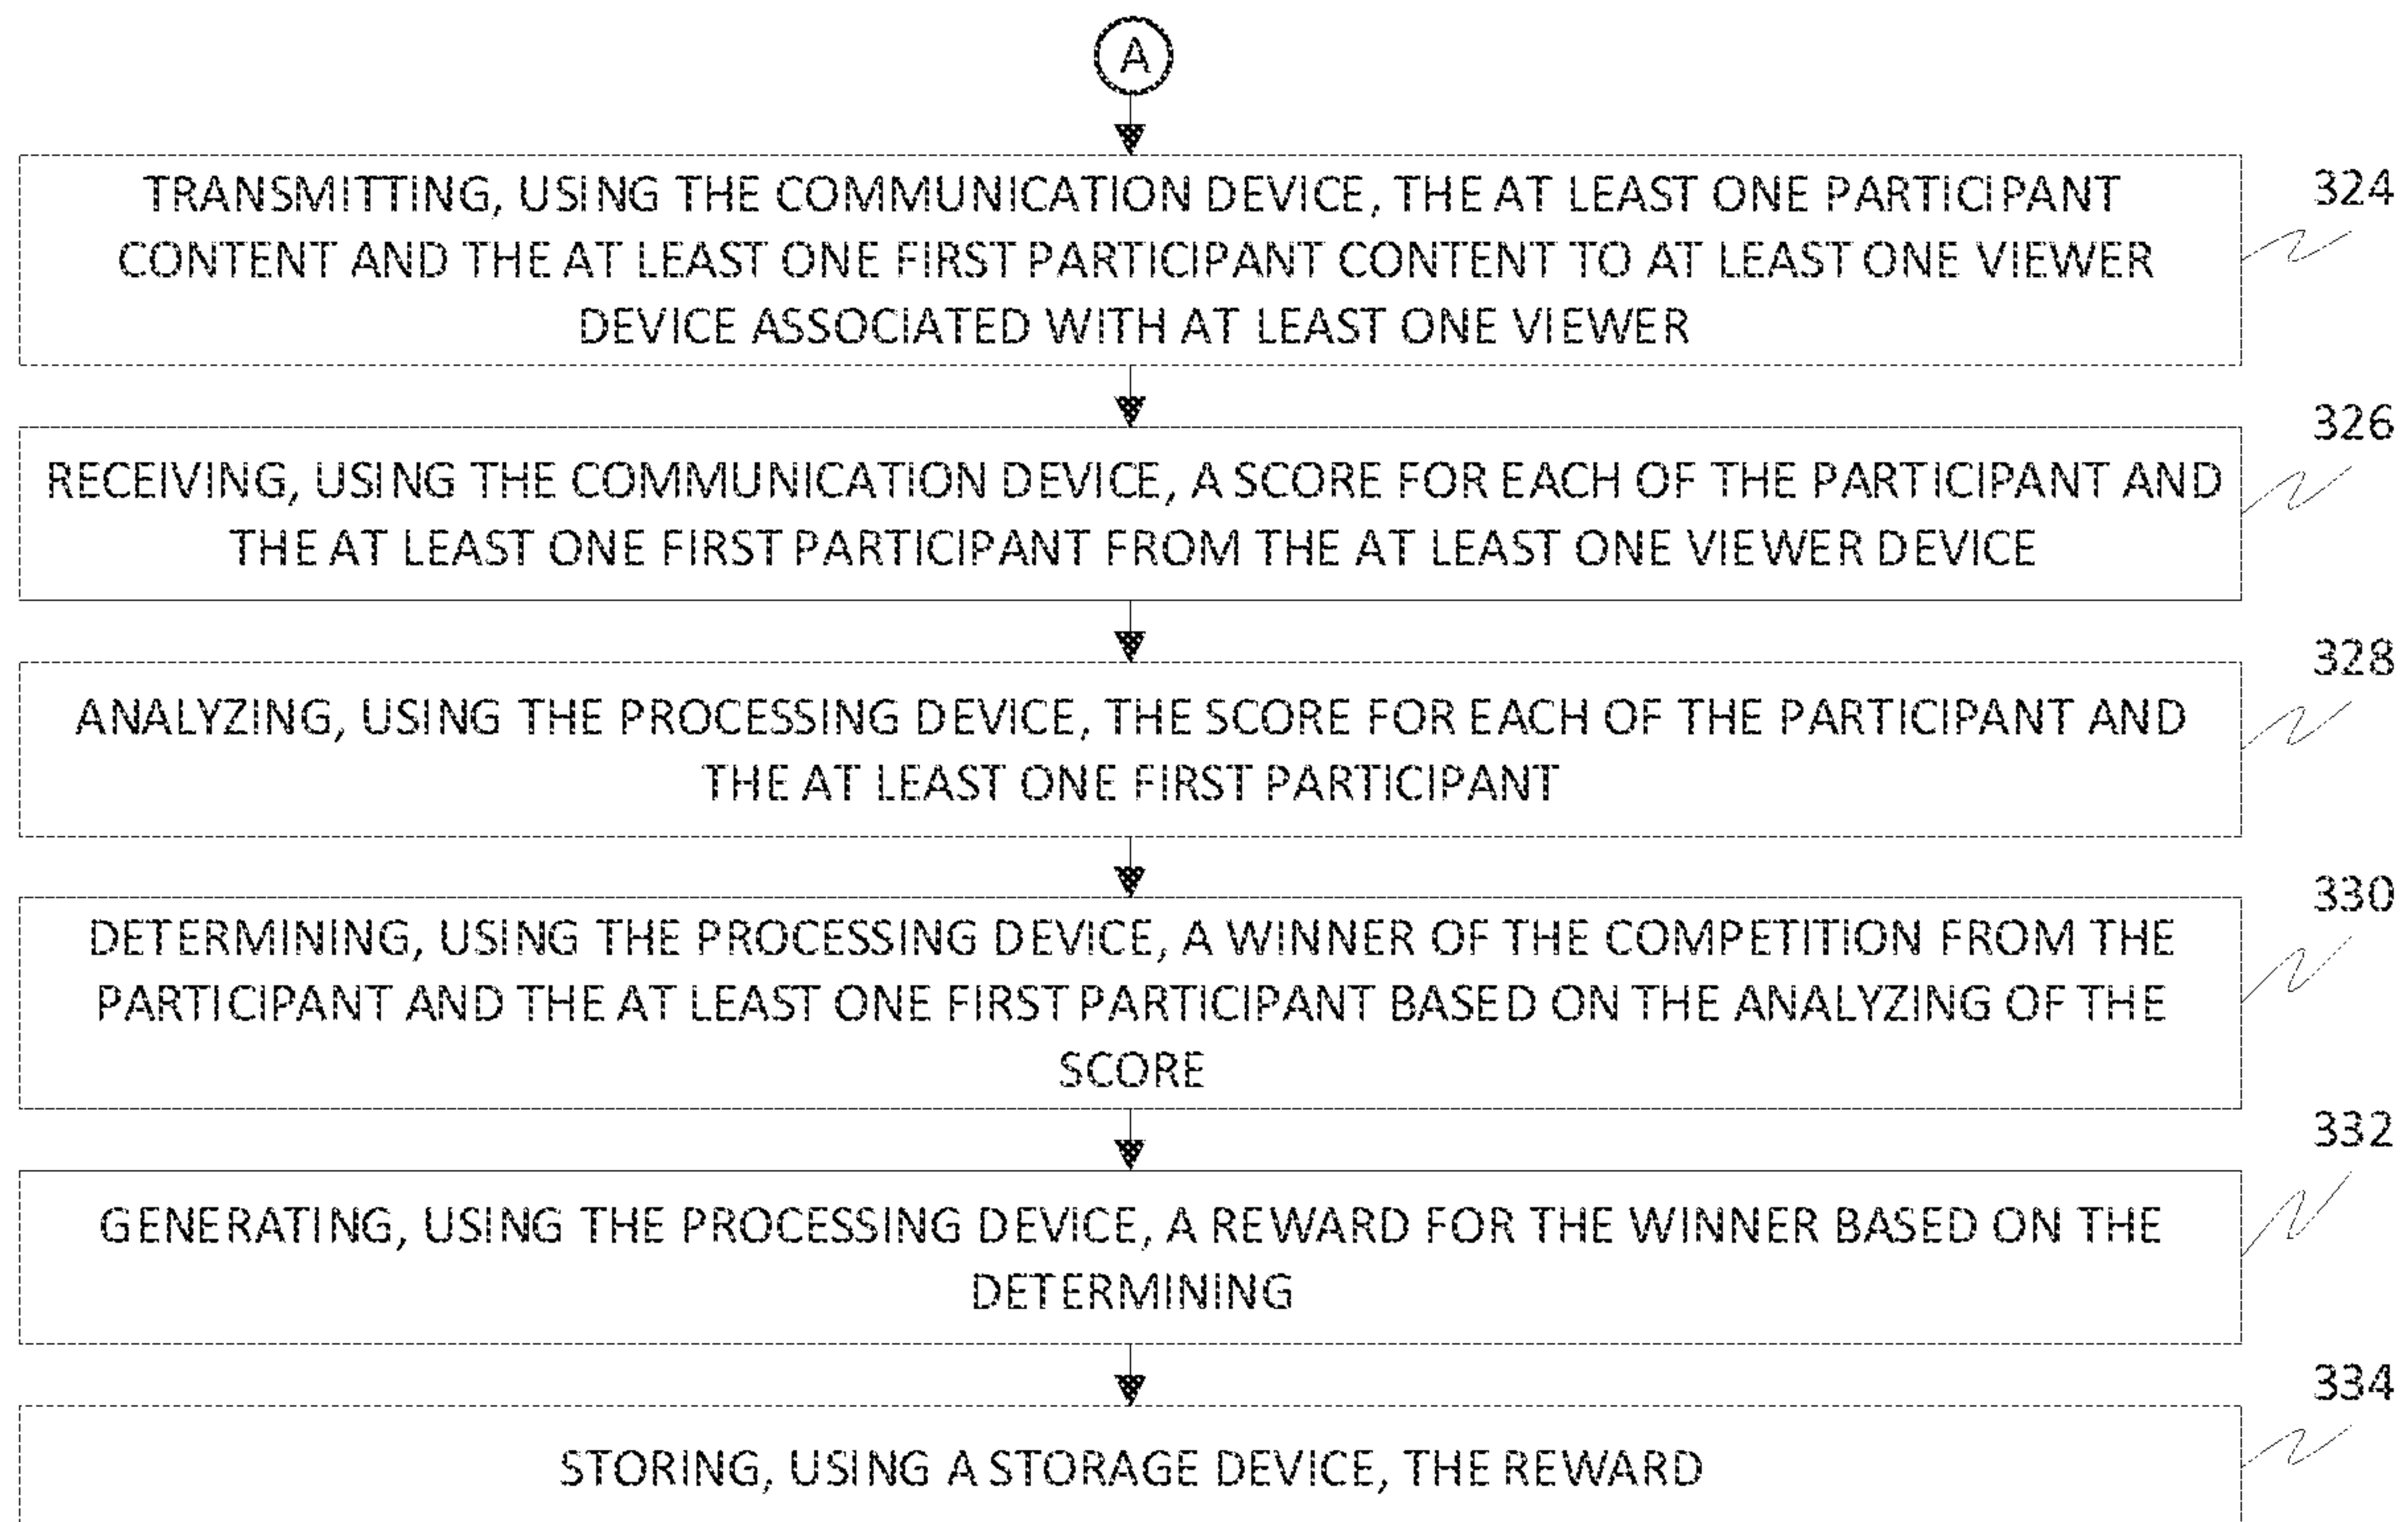 A
324
TRANSMITTING, USING THE COMMUNICATION DEVICE, THE AT LEAST ONE PARTICIPANT
CONTENT AND THE AT LEAST ONE FIRST PARTICIPANT CONTENT TO AT LEAST ONE VIEWER
DEVICE ASSOCIATED WITH AT LEAST ONE VIEWER
326
RECEIVING, USING THE COMMUNICATION DEVICE, A SCORE FOR EACH OF THE PARTICIPANT AND
THE AT LEAST ONE FIRST PARTICIPANT FROM THE AT LEAST ONE VIEWER DEVICE
328
ANALYZING, USING THE PROCESSING DEVICE, THE SCORE FOR EACH OF THE PARTICIPANT AND
THE AT LEAST ONE FIRST PARTICIPANT
330
DETERMINING, USING THE PROCESSING DEVICE, A WINNER OF THE COMPETITION FROM THE
PARTICIPANT AND THE AT LEAST ONE FIRST PARTICIPANT BASED ON THE ANALYZING OF THE
SCORE
332
GENERATING, USING THE PROCESSING DEVICE, A REWARD FOR THE WINNER BASED ON THE
DETERMINING
334
STORING, USING A STORAGE DEVICE, THE REWARD